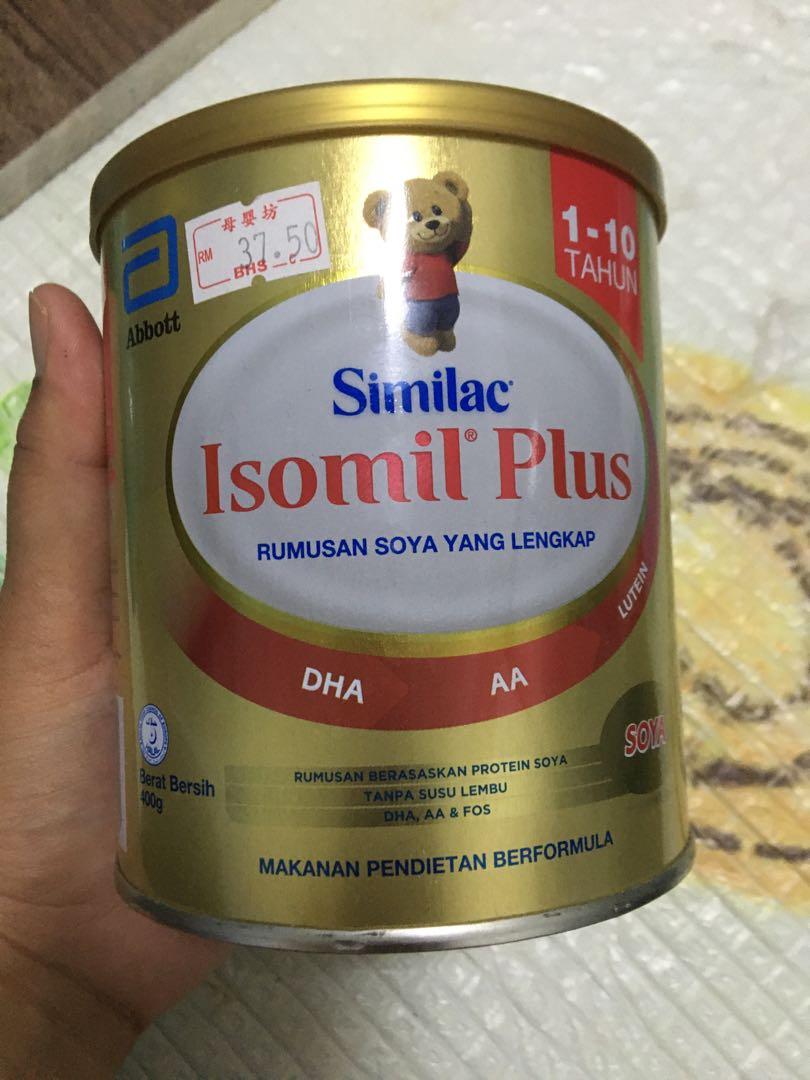 母婴坊
RM 37.50
BHS
Abbott
1-10
TAHUN
Similac
Isomil® Plus
RUMUSAN SOYA YANG LENGKAP
DHA AA LUTEIN
SOYA
Berat Bersih
400g
RUMUSAN BERASASKAN PROTEIN SOYA
TANPA SUSU LEMBU
DHA, AA & FOS
MAKANAN PENDIETAN BERFORMULA